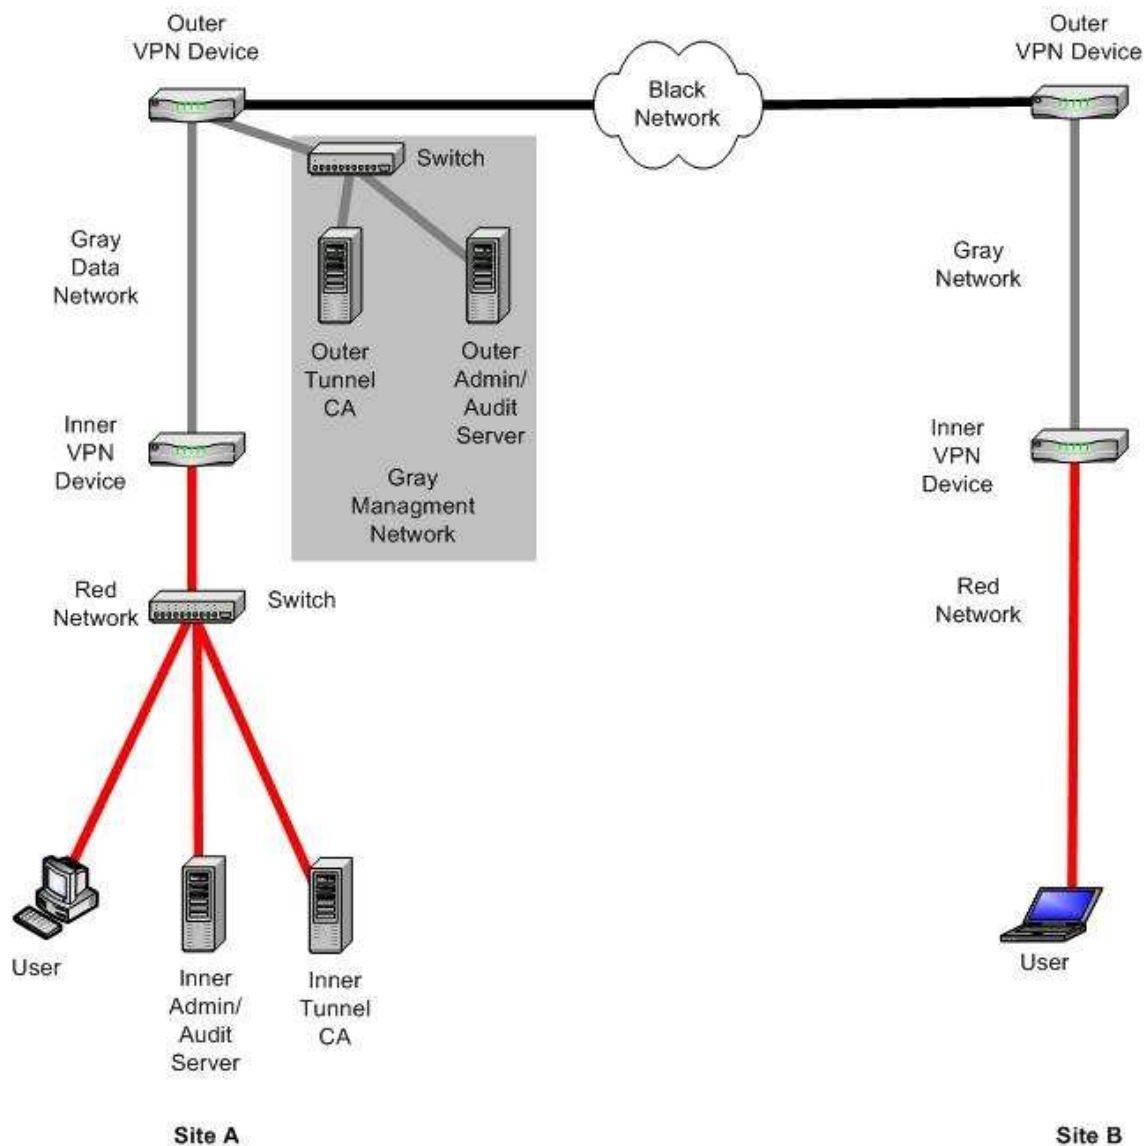 Outer
VPN Device
Outer
VPN Device
Black
Network
Switch
Gray
Data
Network
Gray
Network
Outer
Tunnel
CA
Outer
Admin/
Audit
Server
Inner
VPN
Device
Inner
VPN
Device
Gray
Managment
Network
Red
Network
Switch
Red
Network
User
Inner
Admin/
Audit
Server
Inner
Tunnel
CA
User
Site A
Site B